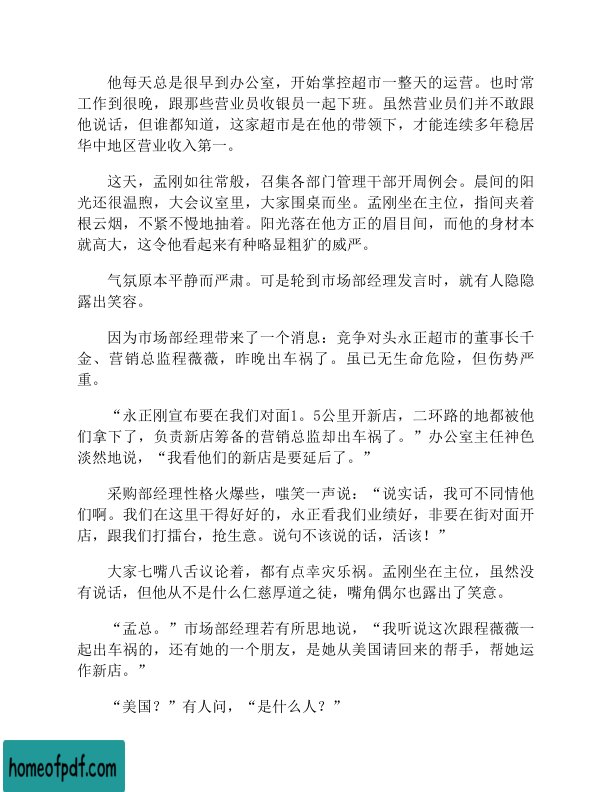 他每天总是很早到办公室，开始掌控超市一整天的运营。也时常
工作到很晚，跟那些营业员收银员一起下班。虽然营业员们并不敢跟
他说话，但谁都知道，这家超市是在他的带领下，才能连续多年稳居
华中地区营业收入第一。
这天，孟刚如往常般，召集各部门管理干部开周例会。晨间的阳
光还很温煦，大会议室里，大家围桌而坐。孟刚坐在主位，指间夹着
根云烟，不紧不慢地抽着。阳光落在他方正的眉目间，而他的身材本
就高大，这令他看起来有种略显粗犷的威严。
气氛原本平静而严肃。可是轮到市场部经理发言时，就有人隐隐
露出笑容。
因为市场部经理带来了一个消息：竞争对头永正超市的董事长千
金、营销总监程薇薇，昨晚出车祸了。虽已无生命危险，但伤势严
重。
“永正刚宣布要在我们对面1。5公里开新店，二环路的地都被他
们拿下了，负责新店筹备的营销总监却出车祸了。”办公室主任神色
淡然地说，“我看他们的新店是要延后了。”
采购部经理性格火爆些，嗤笑一声说：“说实话，我可不同情他
们啊。我们在这里干得好好的，永正看我们业绩好，非要在街对面开
店，跟我们打擂台，抢生意。说句不该说的话，活该！”
大家七嘴八舌议论着，都有点幸灾乐祸。孟刚坐在主位，虽然没
有说话，但他从不是什么仁慈厚道之徒，嘴角偶尔也露出了笑意。
“孟总。”市场部经理若有所思地说，“我听说这次跟程薇薇一
起出车祸的，还有她的一个朋友，是她从美国请回来的帮手，帮她运
作新店。”
“美国？”有人问，“是什么人？”
homeofpdf.com